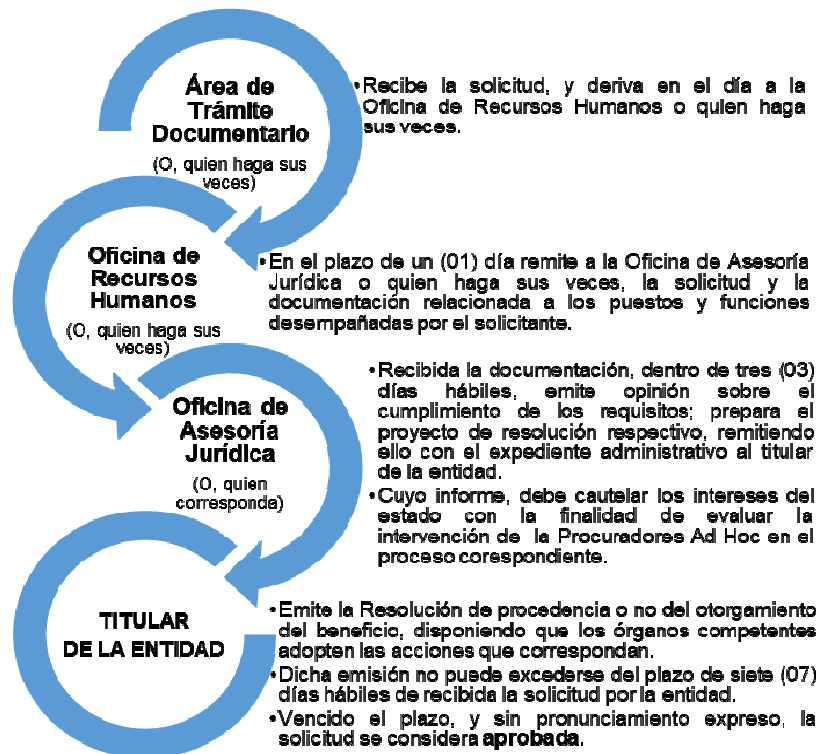 Área de
Trámite
Documentario
(O, quien haga sus
veces)
•Recibe la solicitud, y deriva en el día a la
Oficina de Recursos Humanos o quien haga
sus veces.
Oficina de
Recursos
Humanos
(O, quien haga sus
veces)
•En el plazo de un (01) día remite a la Oficina de Asesoría
Jurídica o quien haga sus veces, la solicitud y la
documentación relacionada a los puestos y funciones
desempañadas por el solicitante.
Oficina de
Asesoría
Jurídica
(O, quien
corresponda)
•Recibida la documentación, dentro de tres (03)
días hábiles, emite opinión sobre el
cumplimiento de los requisitos; prepara el
proyecto de resolución respectivo, remitiendo
ello con el expediente administrativo al titular
de la entidad.
•Cuyo informe, debe cautelar los intereses del
estado con la finalidad de evaluar la
intervención de la Procuradores Ad Hoc en el
proceso corespondiente.
TITULAR
DE LA ENTIDAD
•Emite la Resolución de procedencia o no del otorgamiento
del beneficio, disponiendo que los órganos competentes
adopten las acciones que correspondan.
•Dicha emisión no puede excederse del plazo de siete (07)
días hábiles de recibida la solicitud por la entidad.
•Vencido el plazo, y sin pronunciamiento expreso, la
solicitud se considera aprobada.